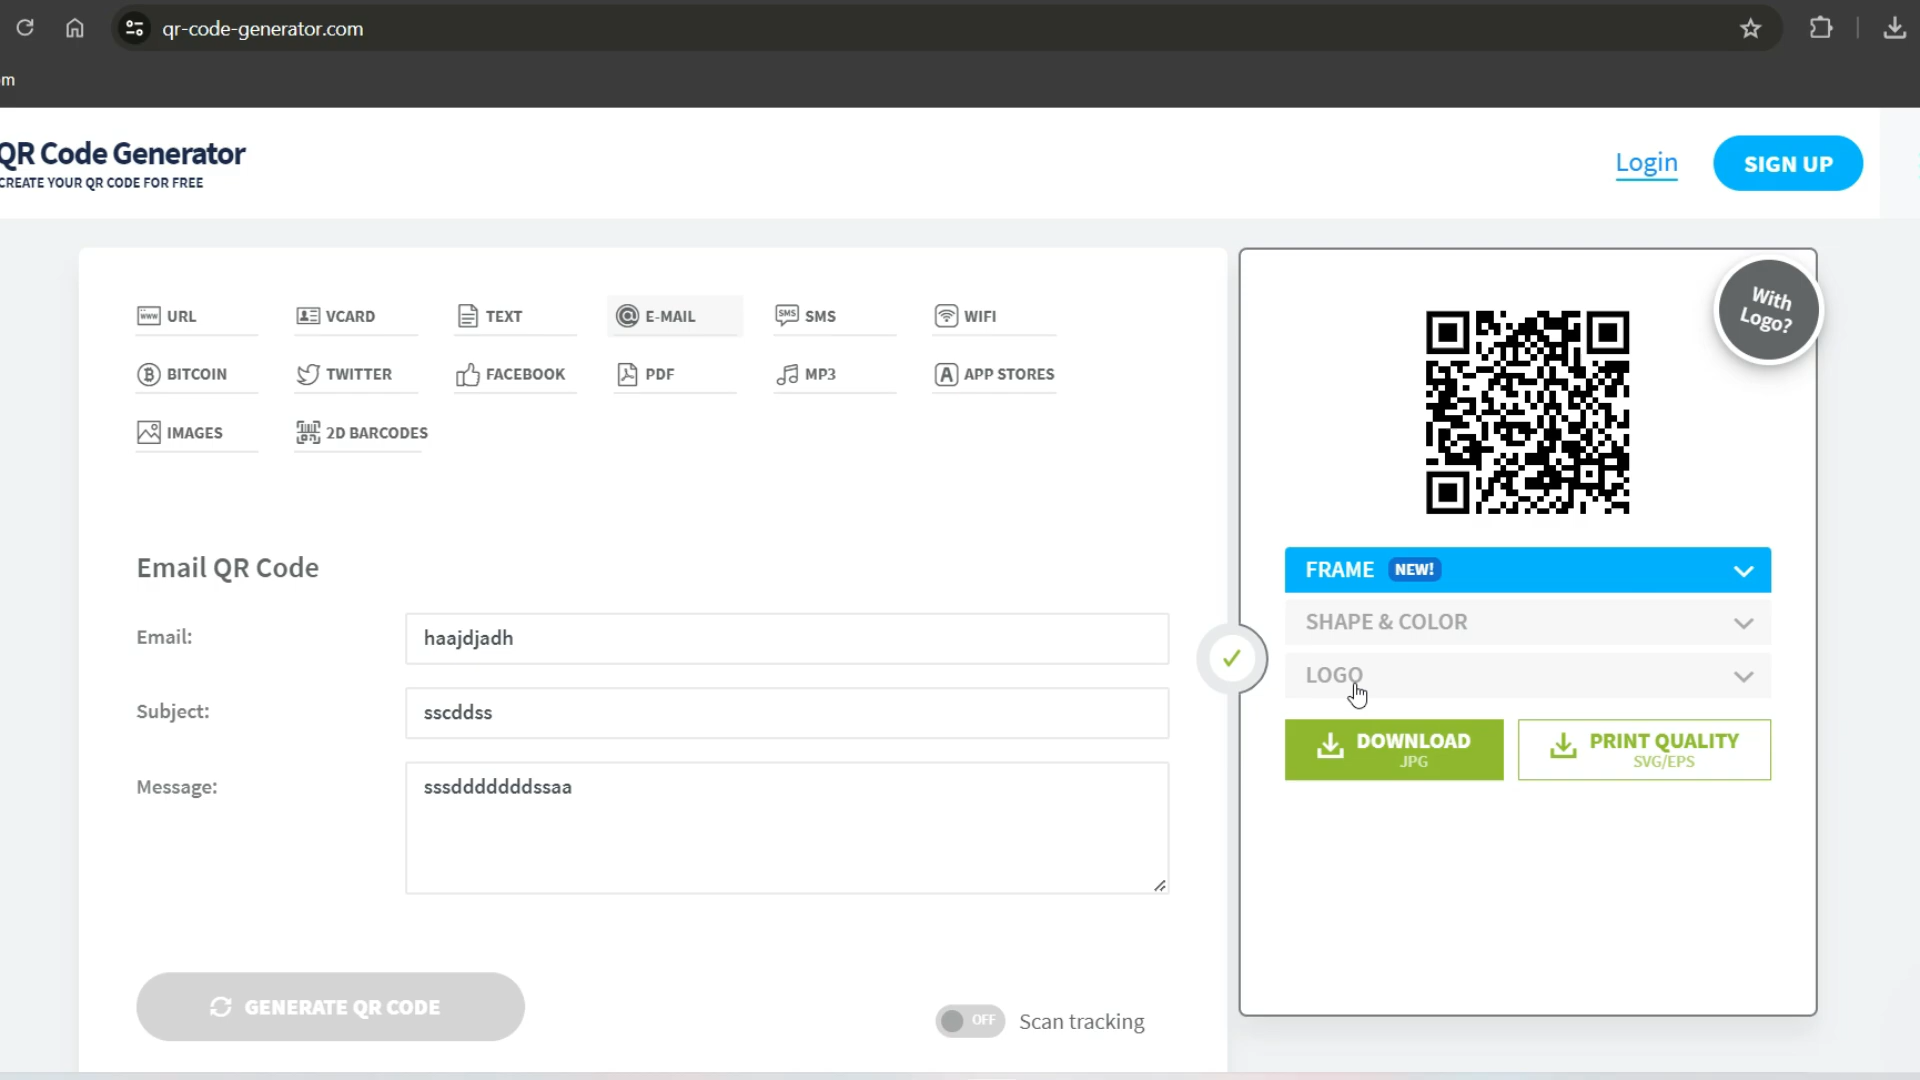 qr-code-generator.com
om
QR Code Generator
CREATE YOUR QR CODE FOR FREE
Login
SIGN UP
URL
VCARD
TEXT
E-MAIL
SMS
WIFI
BITCOIN
TWITTER
FACEBOOK
PDF
MP3
APP STORES
IMAGES
2D BARCODES
Email QR Code
Email:
haajdjadh
Subject:
sscddss
Message:
sssdddddddssaa
GENERATE QR CODE
OFF
Scan tracking
With
Logo?
FRAME NEW!
SHAPE & COLOR
LOGO
DOWNLOAD
JPG
PRINT QUALITY
SVG/EPS